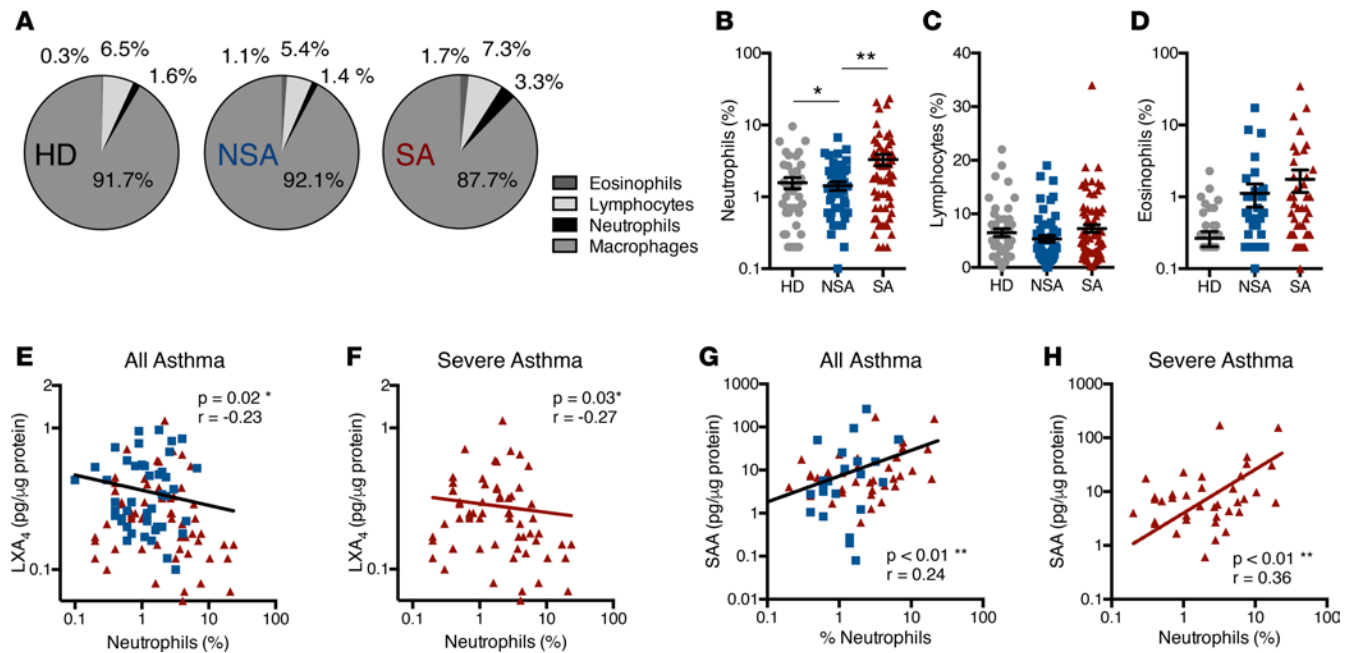 A
0.3%
6.5%
1.6%
HD
91.7%
1.1%
5.4%
1.4 %
NSA
92.1%
1.7%
7.3%
3.3%
SA
87.7%
Eosinophils
Lymphocytes
Neutrophils
Macrophages
B
Neutrophils (%)
100
10
1
0.1
*
**
HD NSA SA
C
Lymphocytes (%)
40
30
20
10
0
HD NSA SA
D
Eosinophils (%)
100
10
1
0.1
HD NSA SA
E
All Asthma
LXA4 (pg/µg protein)
2
1
0.1
p = 0.02 *
r = -0.23
0.1 1 10 100
Neutrophils (%)
F
Severe Asthma
LXA4 (pg/µg protein)
2
1
0.1
p = 0.03*
r = -0.27
0.1 1 10 100
Neutrophils (%)
G
All Asthma
SAA (pg/µg protein)
1000
100
10
1
0.1
0.01
p < 0.01 **
r = 0.24
0.1 1 10 100
% Neutrophils
H
Severe Asthma
SAA (pg/µg protein)
1000
100
10
1
0.1
p < 0.01 **
r = 0.36
0.1 1 10 100
Neutrophils (%)